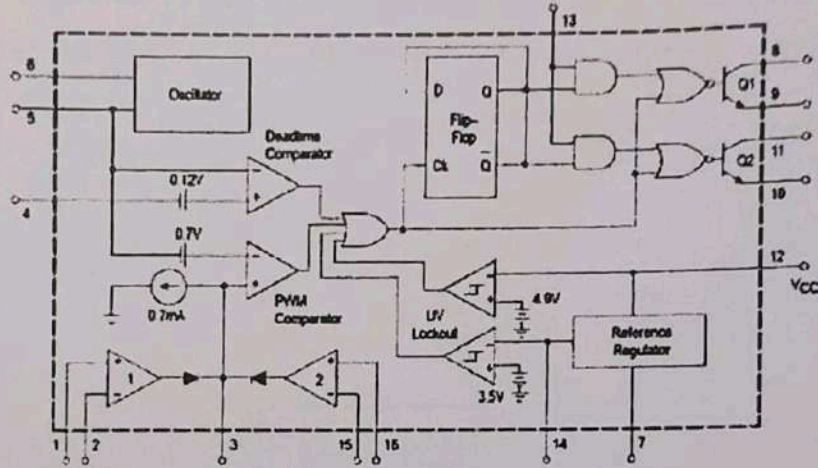 13
6
8
Oscillator
D
Q
Flip-
Flop
Q1
5
9
Deadtime
Comparator
11
0.12V
Ck
Q̅
Q2
4
10
0.7V
12
VCC
4.9V
0.7mA
PWM
Comparator
UV
Lockout
Reference
Regulator
1
2
3.5V
1
2
3
15
16
14
7